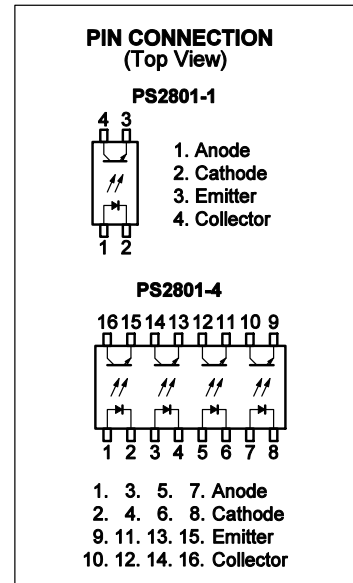 PIN CONNECTION
(Top View)
PS2801-1
4 3
1. Anode
2. Cathode
3. Emitter
4. Collector
1 2
PS2801-4
16 15 14 13 12 11 10 9
1 2 3 4 5 6 7 8
1. 3. 5. 7. Anode
2. 4. 6. 8. Cathode
9. 11. 13. 15. Emitter
10. 12. 14. 16. Collector